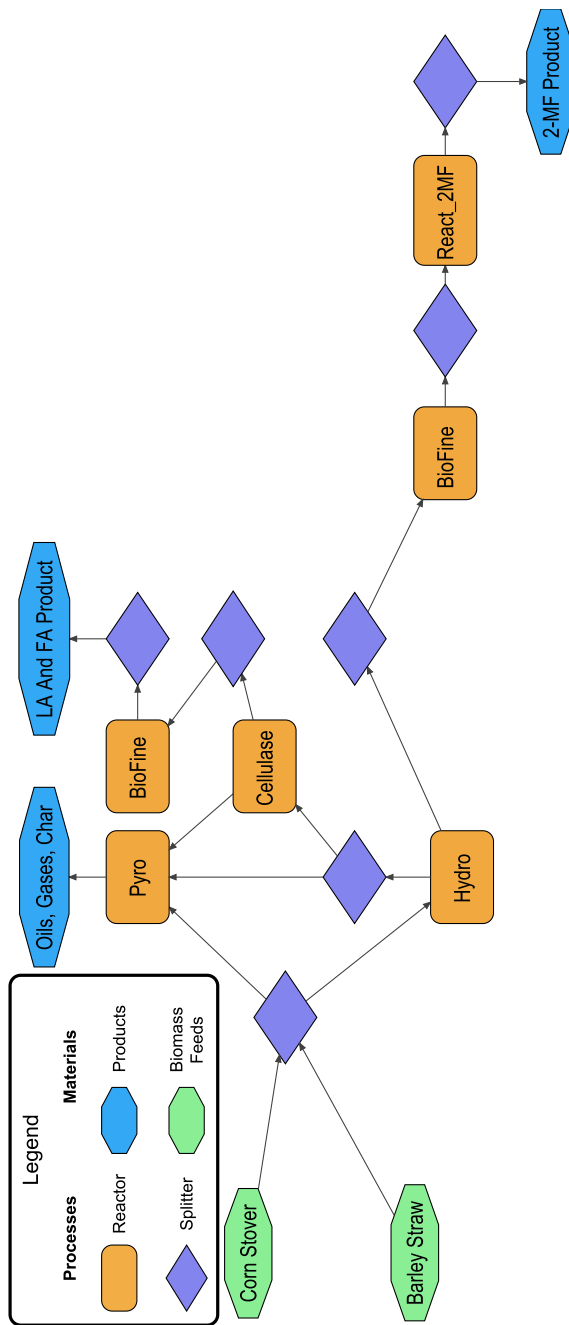 Legend
Processes
Materials
Reactor
Products
Splitter
Biomass
Feeds
Corn Stover
Barley Straw
Oils, Gases, Char
Pyro
Hydro
LA And FA Product
BioFine
Cellulase
BioFine
React_2MF
2-MF Product